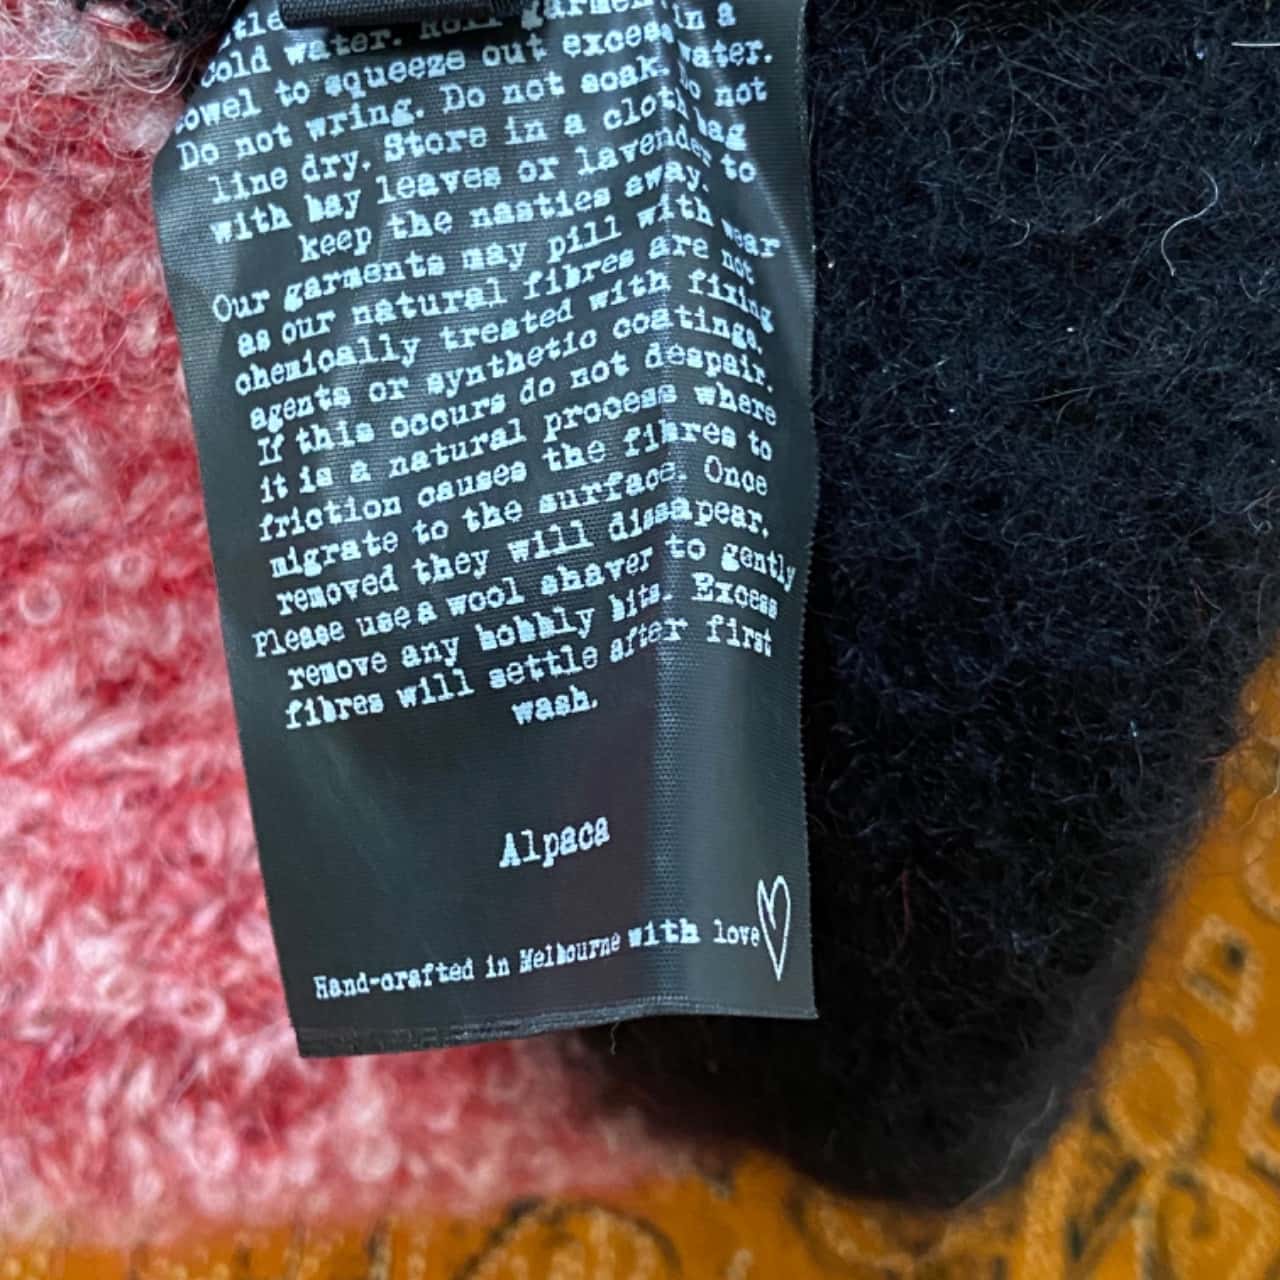 cold water. Roll garment in a
towel to squeeze out excess water.
Do not wring. Do not soak. Do not
line dry. Store in a cloth bag
with bay leaves or lavender to
keep the nasties away.
Our garments may pill with wear
as our natural fibres are not
chemically treated with fixing
agents or synthetic coatings.
If this occurs do not despair.
it is a natural process where
friction causes the fibres to
migrate to the surface. Once
removed they will dissapear.
Please use a wool shaver to gently
remove any bobbly bits. Excess
fibres will settle after first
wash.
Alpaca
Hand-crafted in Melbourne with love